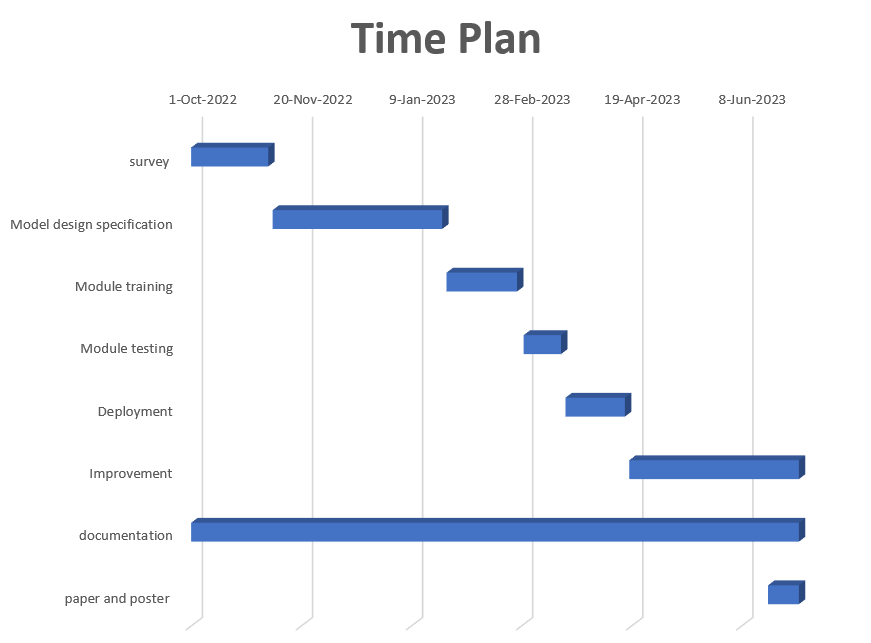 Time Plan
1-Oct-2022 20-Nov-2022 9-Jan-2023 28-Feb-2023 19-Apr-2023 8-Jun-2023
survey
Model design specification
Module training
Module testing
Deployment
Improvement
documentation
paper and poster